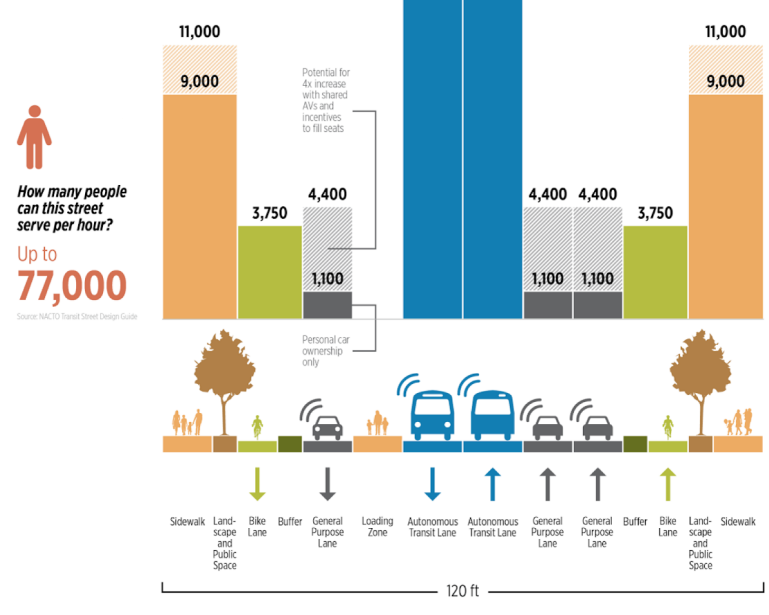 11,000
9,000
Potential for
4x increase
with shared
AVs and
incentives
to fill seats
3,750
4,400
1,100
4,400 4,400
1,100 1,100
3,750
11,000
9,000
How many people
can this street
serve per hour?
Up to
77,000
Source: NACTO Transit Street Design Guide
Personal car
ownership
only
Sidewalk
Land-
scape
and
Public
Space
Bike
Lane
Buffer
General
Purpose
Lane
Loading
Zone
Autonomous
Transit Lane
Autonomous
Transit Lane
General
Purpose
Lane
General
Purpose
Lane
Buffer
Bike
Lane
Land-
scape
and
Public
Space
Sidewalk
120 ft